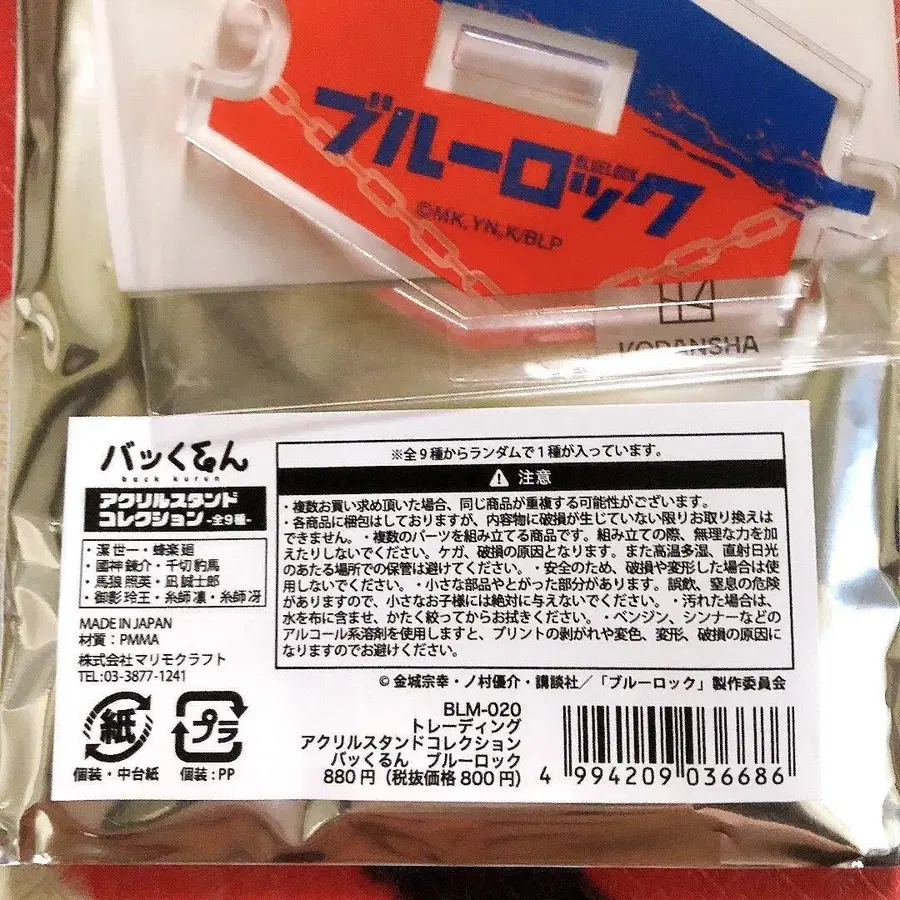 ブルーロック
BLUELOCK
©MK,YN,K/BLP
KODANSHA
バッくるん
back kurun
アクリルスタンド
コレクション -全9種-
・潔 世一・蜂楽 廻
・國神 錬介・千切 豹馬
・馬狼 照英・凪 誠士郎
・御影 玲王・糸師 凛・糸師 冴
MADE IN JAPAN
材質：PMMA
株式会社マリモクラフト
TEL:03-3877-1241
紙
個装・中台紙
プラ
個装：PP
※全9種からランダムで1種が入っています。
注意
・複数お買い求め頂いた場合、同じ商品が重複する可能性がございます。
・各商品に梱包はしておりますが、内容物に破損が生じていない限りお取り換えは
できません。・複数のパーツを組み立てる商品です。組み立ての際、無理な力を加
えたりしないでください。ケガ、破損の原因となります。また高温多湿、直射日光
のあたる場所での保管は避けてください。・安全のため、破損や変形した場合は使
用しないでください。・小さな部品やとがった部分があります。誤飲、窒息の危険
がありますので、小さなお子様には絶対に与えないでください。・汚れた場合は、
水を布に含ませ、かたく絞ってからお拭きください。・ベンジン、シンナーなどの
アルコール系溶剤を使用しますと、プリントの剥がれや変色、変形、破損の原因に
なりますのでお避けください。
© 金城宗幸・ノ村優介・講談社／「ブルーロック」製作委員会
BLM-020
トレーディング
アクリルスタンドコレクション
バッくるん ブルーロック
880円（税抜価格800円）
4 994209 036686